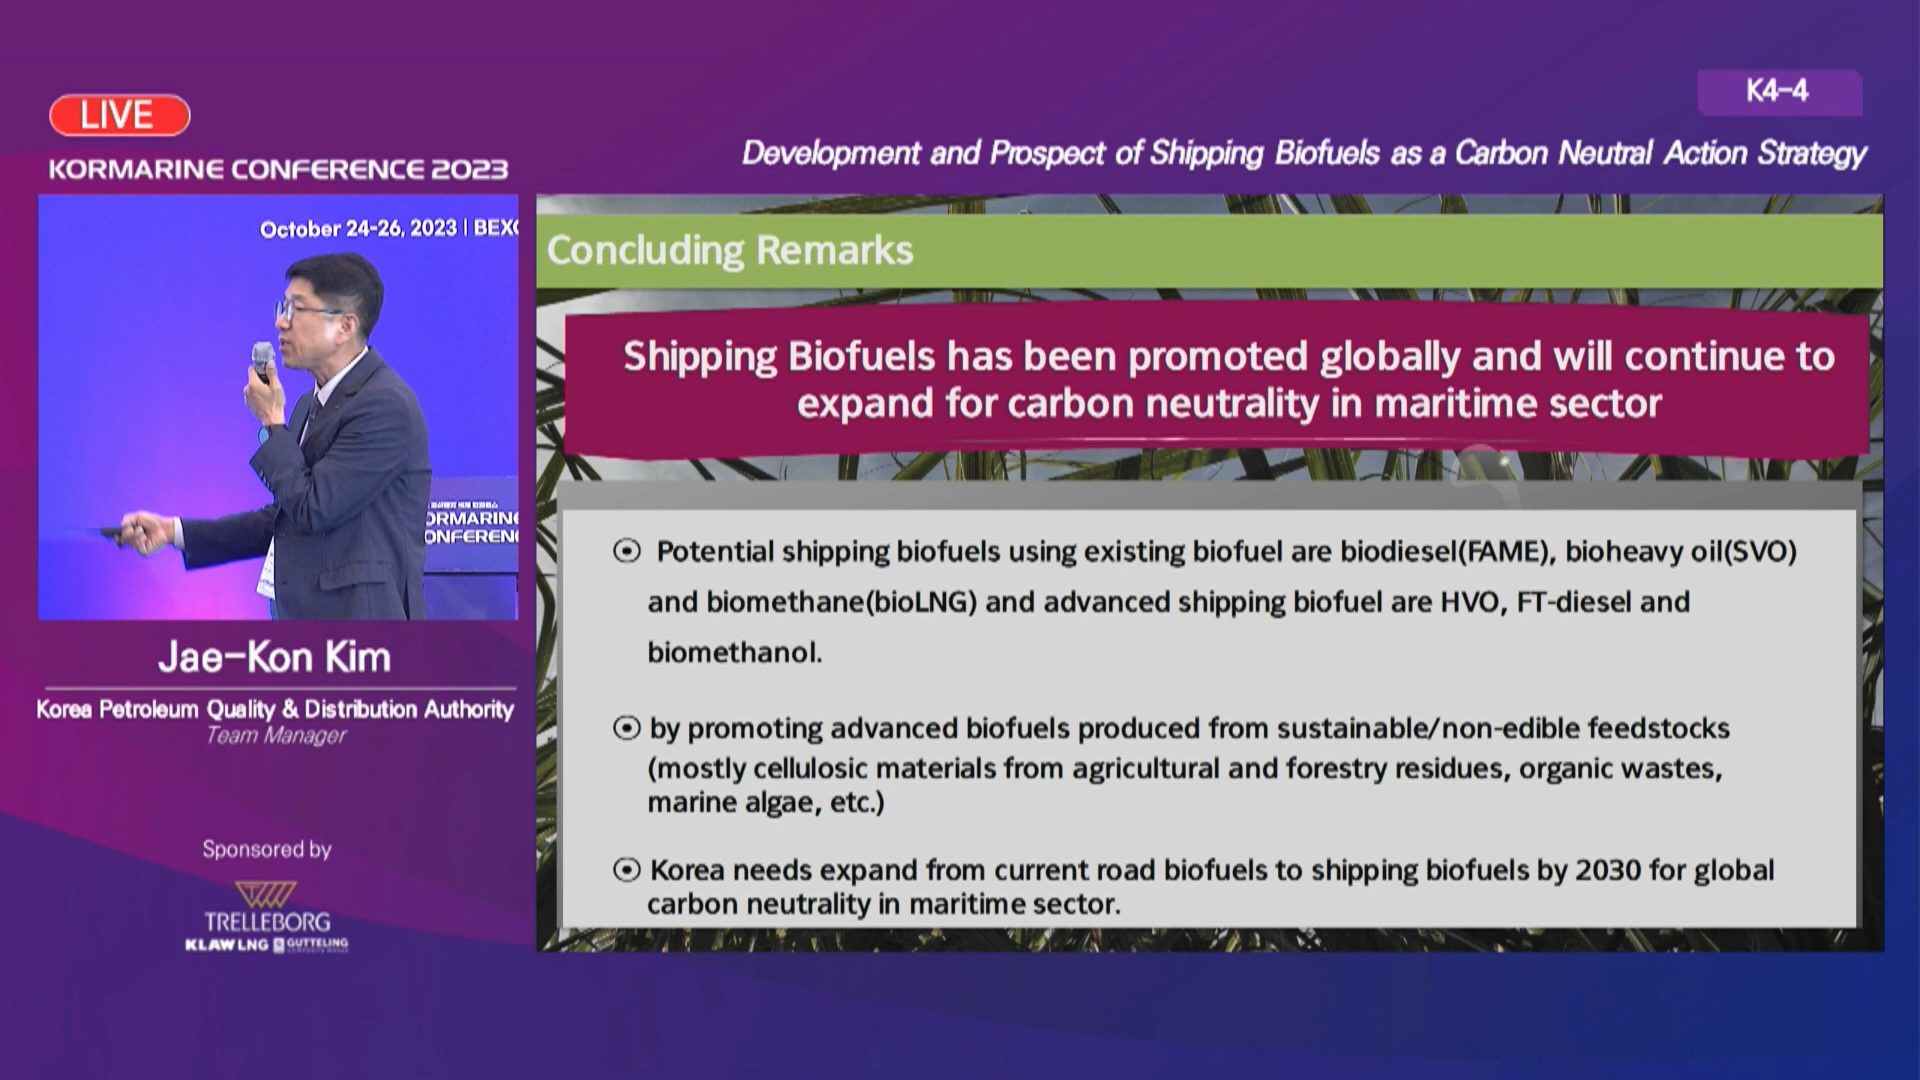 LIVE
KORMARINE CONFERENCE 2023
K4-4
Development and Prospect of Shipping Biofuels as a Carbon Neutral Action Strategy
October 24-26, 2023 | BEXC
ORMARINE
ONFEREN
Jae-Kon Kim
Korea Petroleum Quality & Distribution Authority
Team Manager
Sponsored by
TRELLEBORG
KLAW LNG GUTTELING
Concluding Remarks
Shipping Biofuels has been promoted globally and will continue to
expand for carbon neutrality in maritime sector
Potential shipping biofuels using existing biofuel are biodiesel(FAME), bioheavy oil(SVO)
and biomethane(bioLNG) and advanced shipping biofuel are HVO, FT-diesel and
biomethanol.
by promoting advanced biofuels produced from sustainable/non-edible feedstocks
(mostly cellulosic materials from agricultural and forestry residues, organic wastes,
marine algae, etc.)
Korea needs expand from current road biofuels to shipping biofuels by 2030 for global
carbon neutrality in maritime sector.